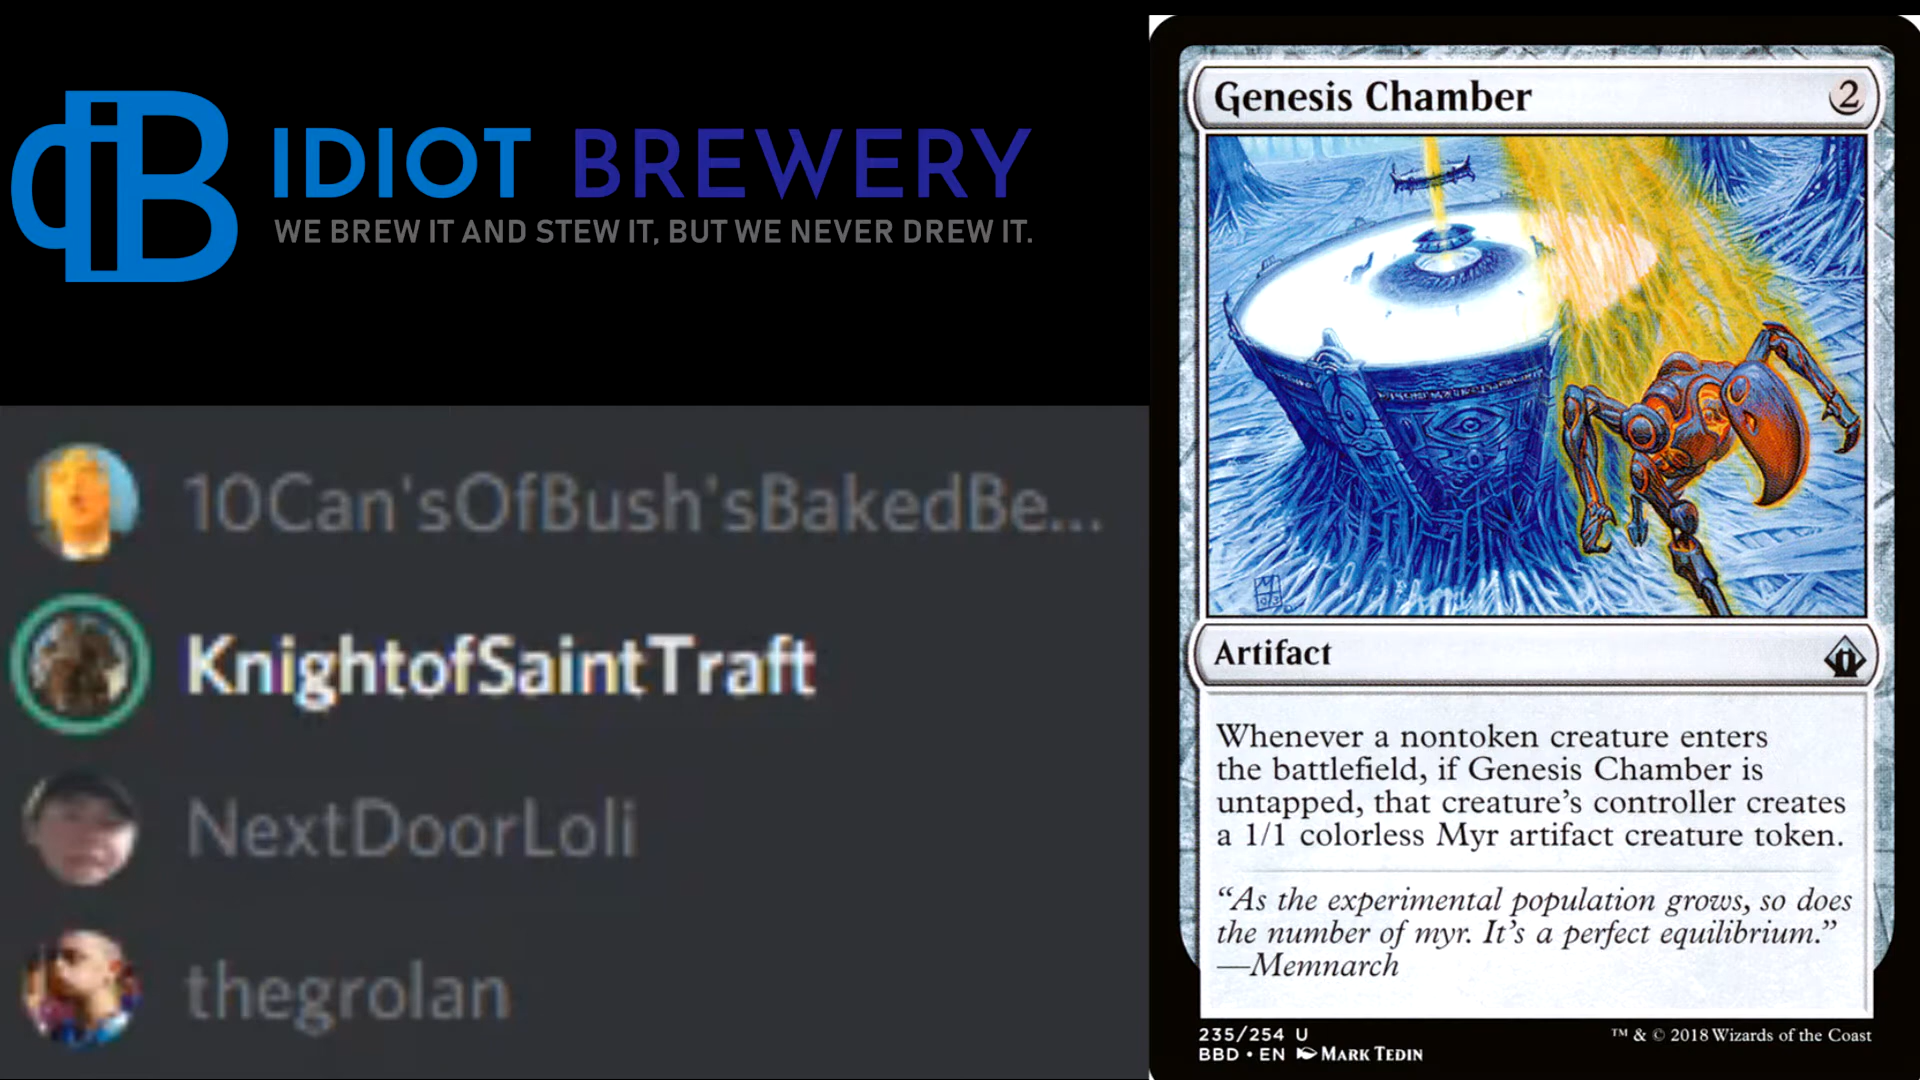 iB IDIOT BREWERY
WE BREW IT AND STEW IT, BUT WE NEVER DREW IT.
10Can'sOfBush'sBakedBe...
KnightofSaintTraft
NextDoorLoli
thegrolan
Genesis Chamber 2
Artifact
Whenever a nontoken creature enters
the battlefield, if Genesis Chamber is
untapped, that creature's controller creates
a 1/1 colorless Myr artifact creature token.
“As the experimental population grows, so does
the number of myr. It's a perfect equilibrium.”
—Memnarch
235/254 U
BBD • EN MARK TEDIN
™ & © 2018 Wizards of the Coast